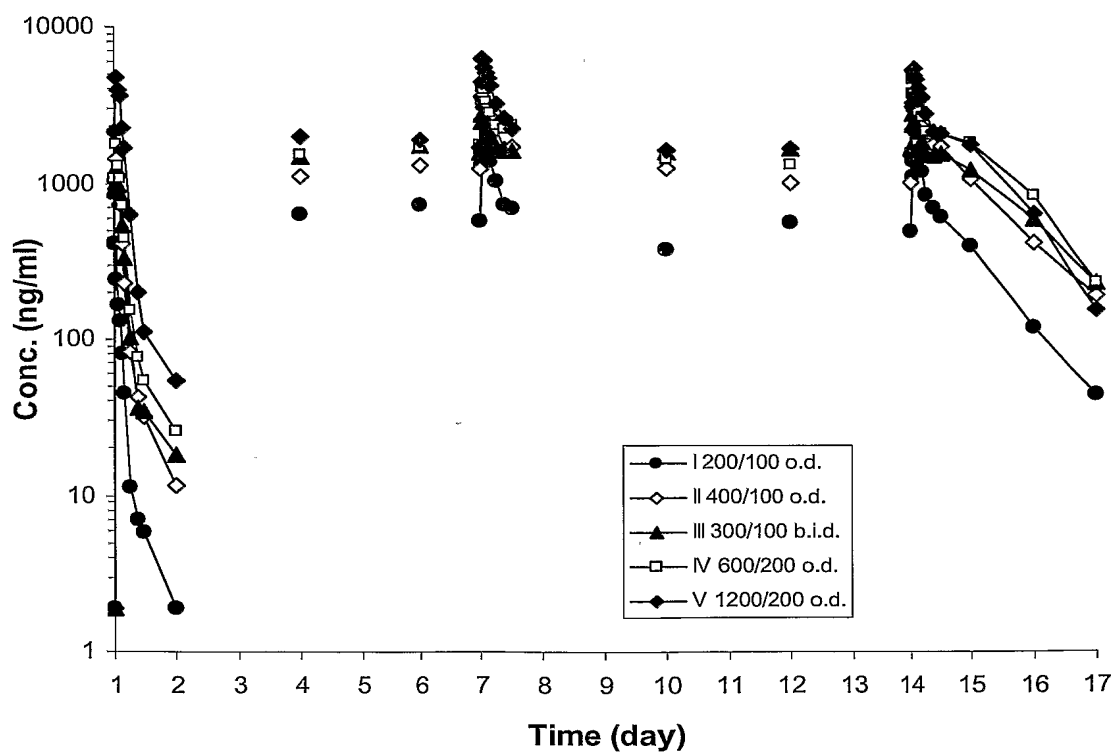 10000
1000
100
10
1
Conc. (ng/ml)
I 200/100 o.d.
II 400/100 o.d.
III 300/100 b.i.d.
IV 600/200 o.d.
V 1200/200 o.d.
1 2 3 4 5 6 7 8 9 10 11 12 13 14 15 16 17
Time (day)